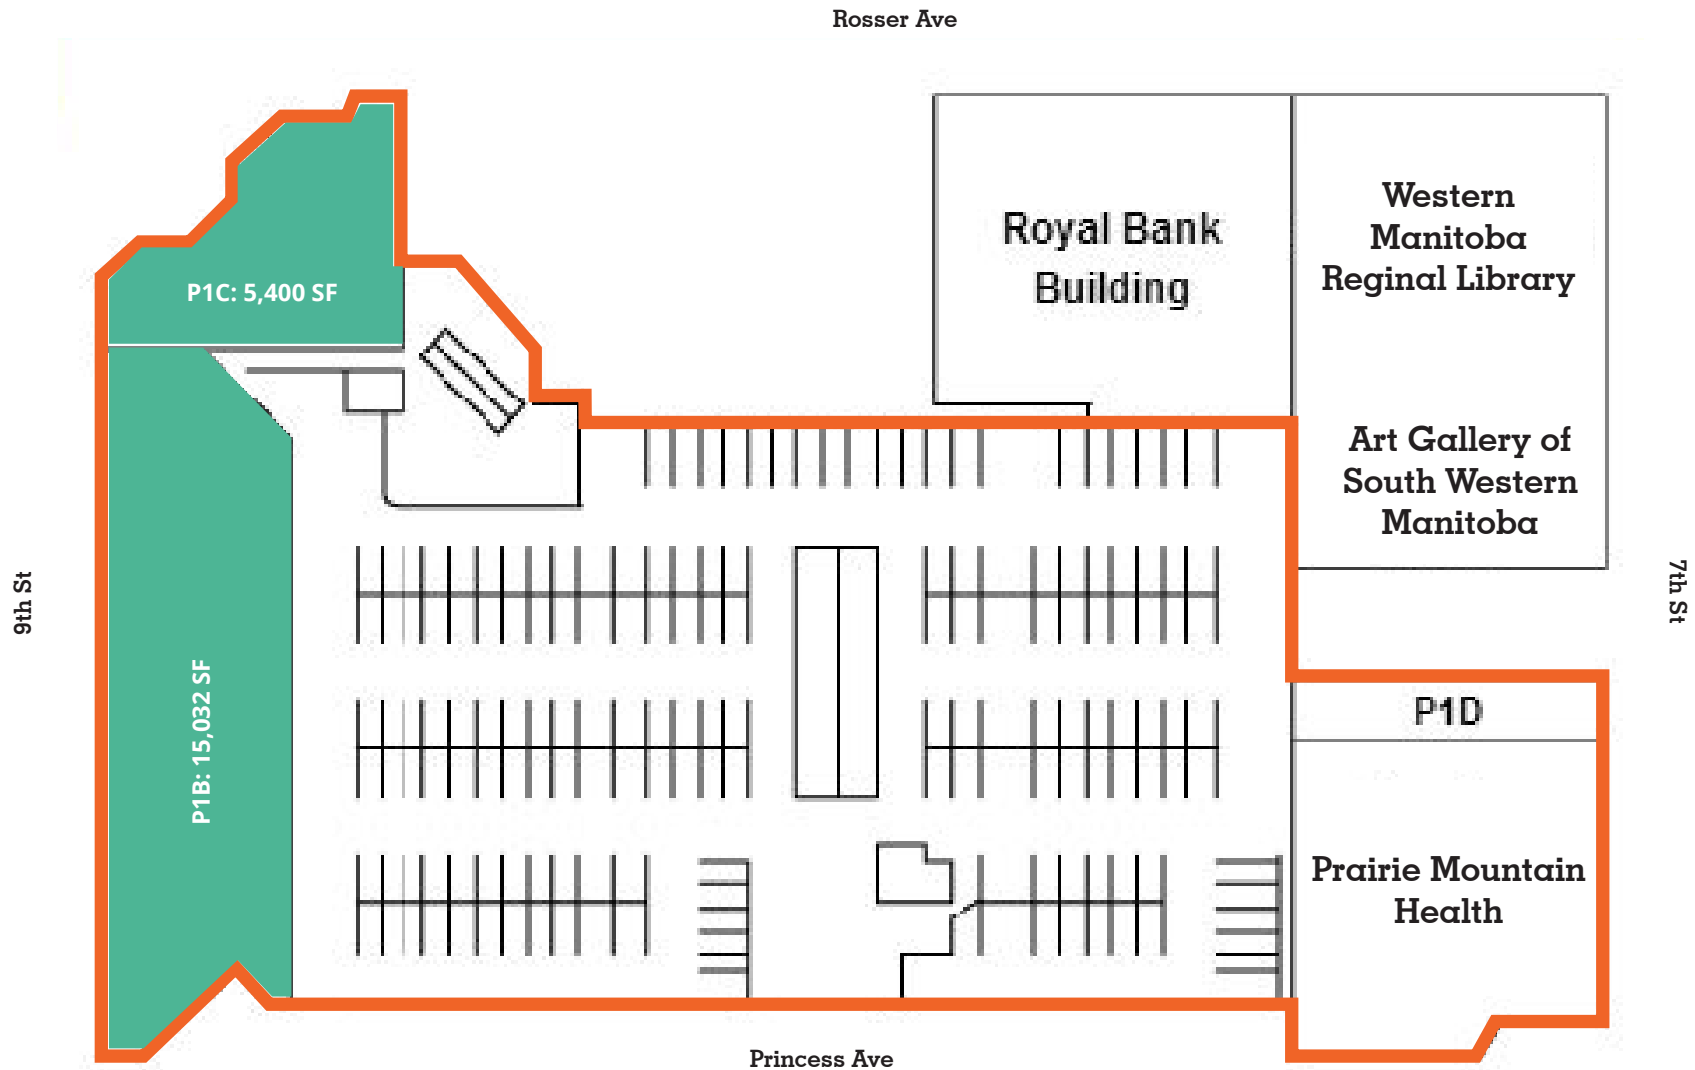 Rosser Ave
Royal Bank
Building
Western
Manitoba
Reginal Library
P1C: 5,400 SF
Art Gallery of
South Western
Manitoba
9th St
7th St
P1B: 15,032 SF
P1D
Prairie Mountain
Health
Princess Ave